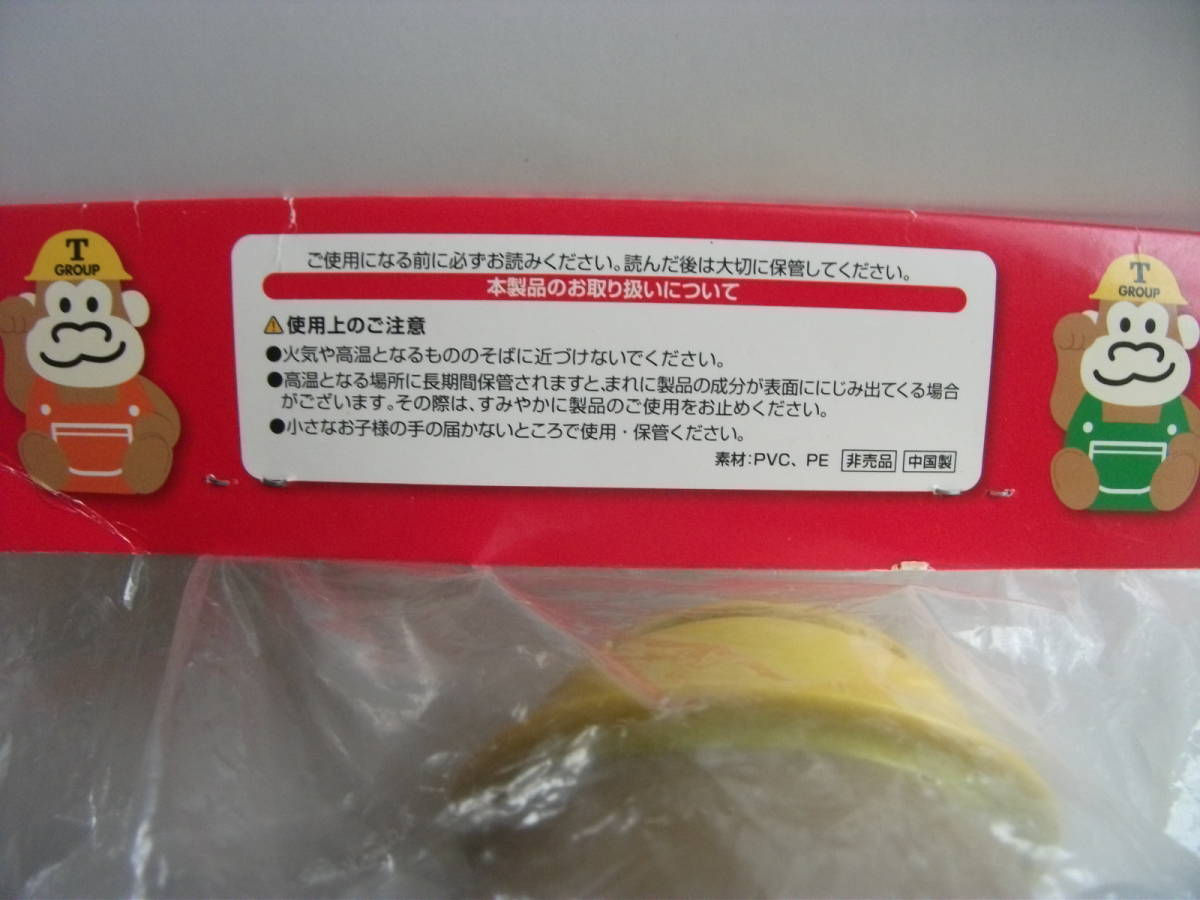 T
GROUP
ご使用になる前に必ずお読みください。読んだ後は大切に保管してください。
本製品のお取り扱いについて
⚠使用上のご注意
●火気や高温となるもののそばに近づけないでください。
●高温となる場所に長期間保管されますと、まれに製品の成分が表面ににじみ出てくる場合
がございます。その際は、すみやかに製品のご使用をお止めください。
●小さなお子様の手の届かないところで使用・保管ください。
素材:PVC、PE 非売品 中国製
T
GROUP